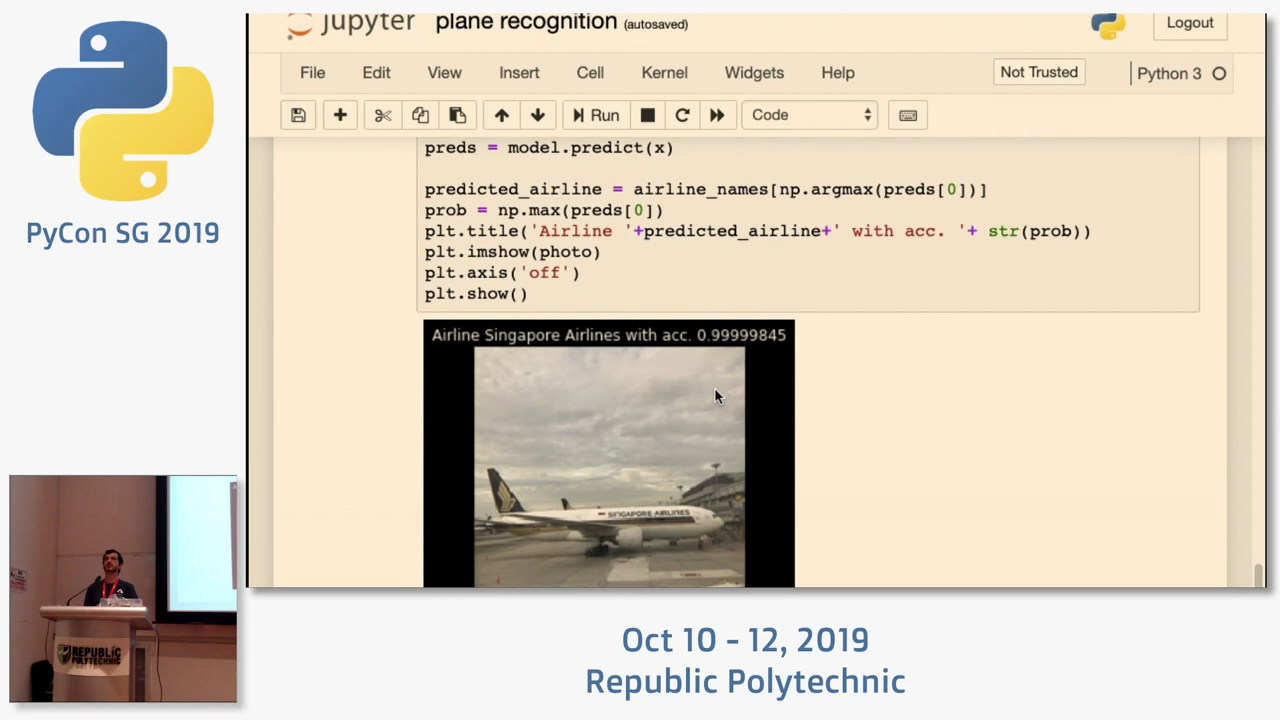 PyCon SG 2019
jupyter plane recognition (autosaved)
Logout
File Edit View Insert Cell Kernel Widgets Help
Not Trusted
Python 3
Run
Code
preds = model.predict(x)
predicted_airline = airline_names[np.argmax(preds[0])]
prob = np.max(preds[0])
plt.title('Airline '+predicted_airline+' with acc. '+ str(prob))
plt.imshow(photo)
plt.axis('off')
plt.show()
Airline Singapore Airlines with acc. 0.99999845
SINGAPORE AIRLINES
REPUBLIC
POLYTECHNIC
Oct 10 - 12, 2019
Republic Polytechnic